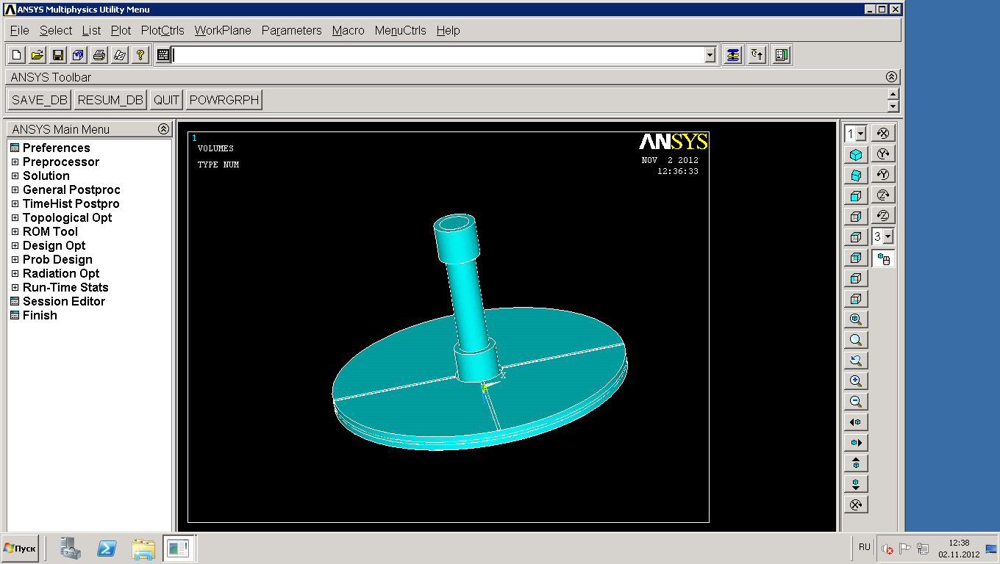 ANSYS Multiphysics Utility Menu
File Select List Plot PlotCtrls WorkPlane Parameters Macro MenuCtrls Help
ANSYS Toolbar
SAVE_DB RESUM_DB QUIT POWRGRPH
ANSYS Main Menu
Preferences
Preprocessor
Solution
General Postproc
TimeHist Postpro
Topological Opt
ROM Tool
Design Opt
Prob Design
Radiation Opt
Run-Time Stats
Session Editor
Finish
1
VOLUMES
TYPE NUM
ANSYS
NOV 2 2012
12:36:33
X
1
X
Y
Y
Z
Z
3
Пуск
RU
12:38
02.11.2012